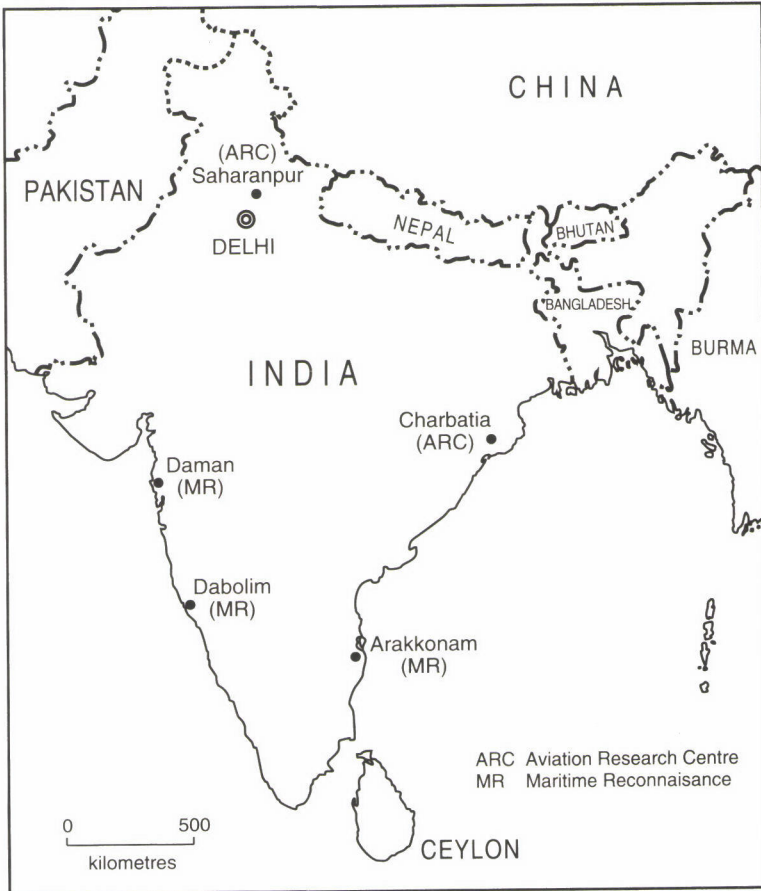 CHINA
(ARC)
Saharanpur
PAKISTAN
DELHI
NEPAL
BHUTAN
BANGLADESH
BURMA
INDIA
Charbatia
(ARC)
Daman
(MR)
Dabolim
(MR)
Arakkonam
(MR)
ARC Aviation Research Centre
MR Maritime Reconnaisance
0 500
kilometres
CEYLON